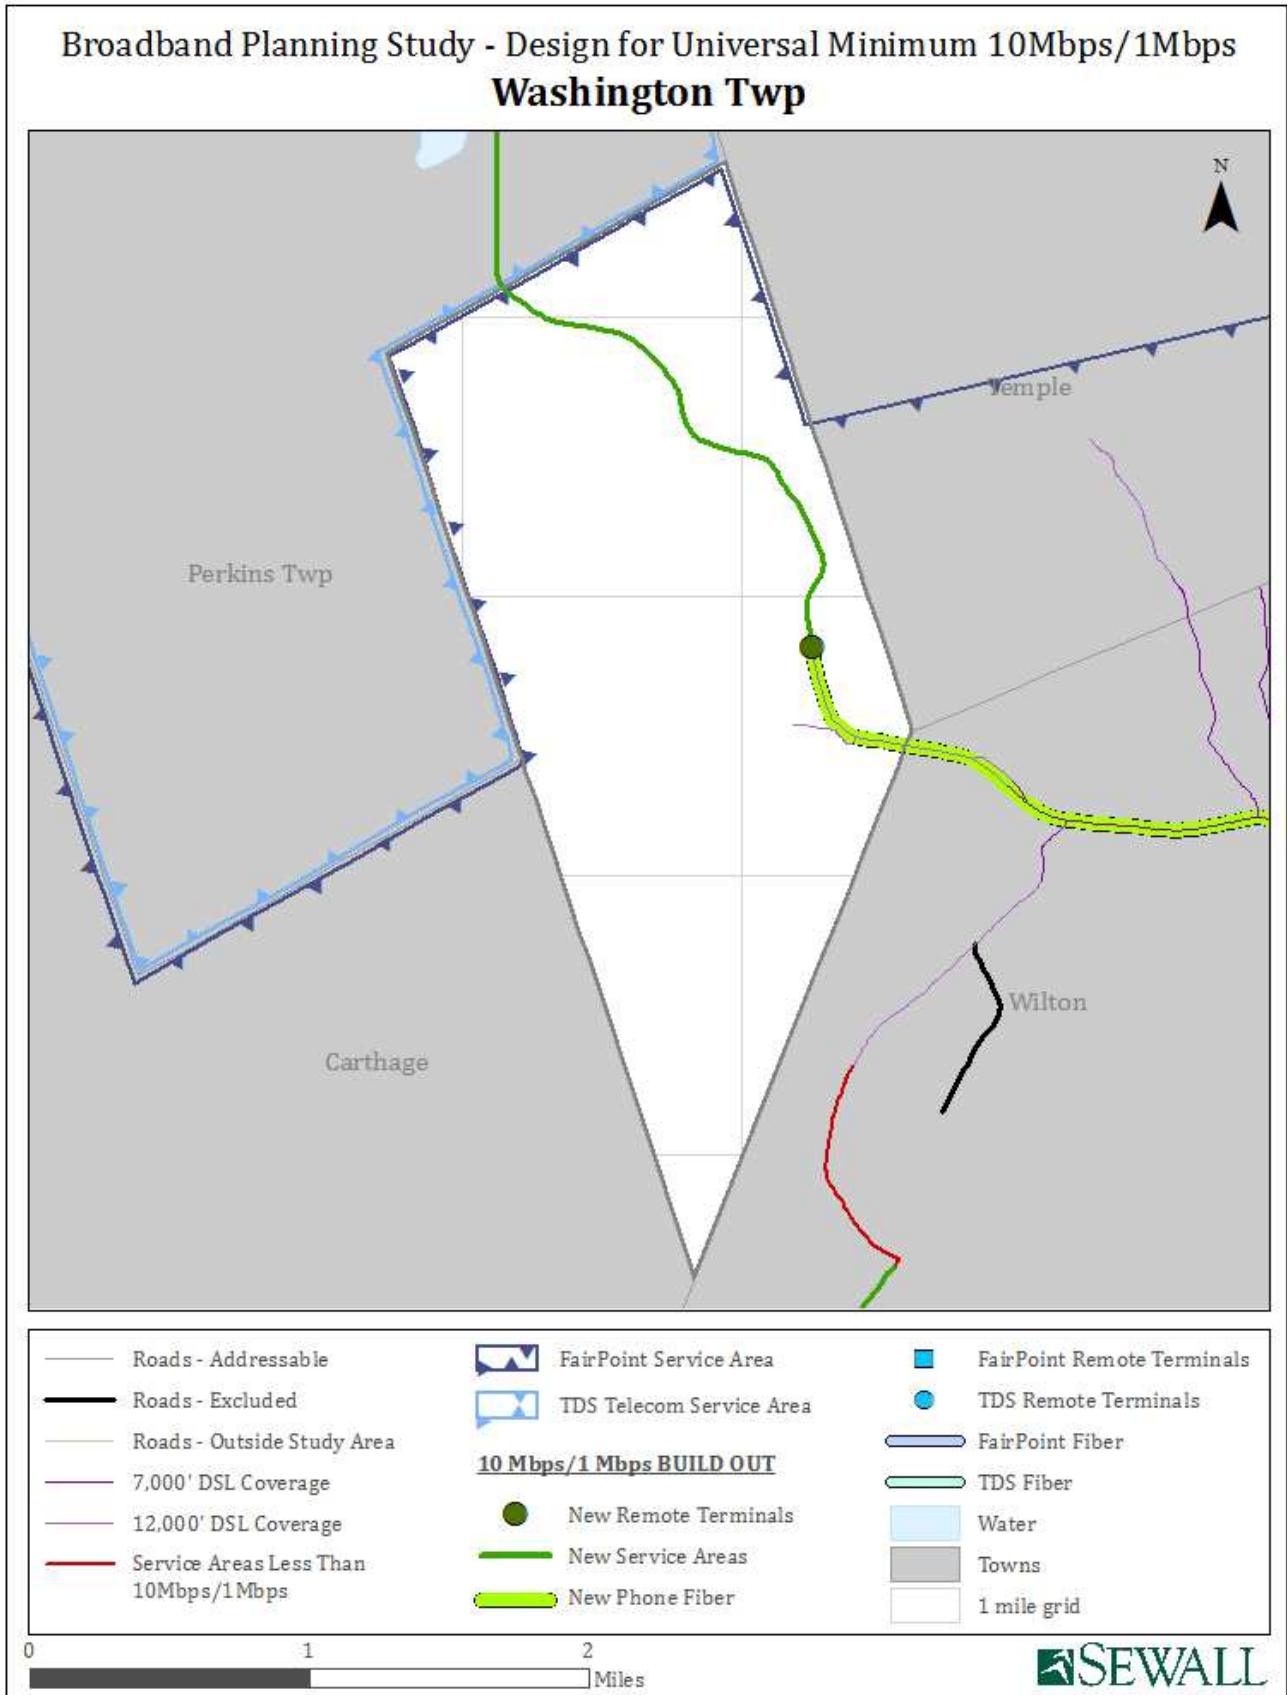 Broadband Planning Study - Design for Universal Minimum 10Mbps/1Mbps
Washington Twp
N
Temple
Perkins Twp
Wilton
Carthage
Roads - Addressable
Roads - Excluded
Roads - Outside Study Area
7,000' DSL Coverage
12,000' DSL Coverage
Service Areas Less Than
10Mbps/1Mbps
FairPoint Service Area
TDS Telecom Service Area
10 Mbps/1 Mbps BUILD OUT
New Remote Terminals
New Service Areas
New Phone Fiber
FairPoint Remote Terminals
TDS Remote Terminals
FairPoint Fiber
TDS Fiber
Water
Towns
1 mile grid
0 1 2
Miles
SEWALL